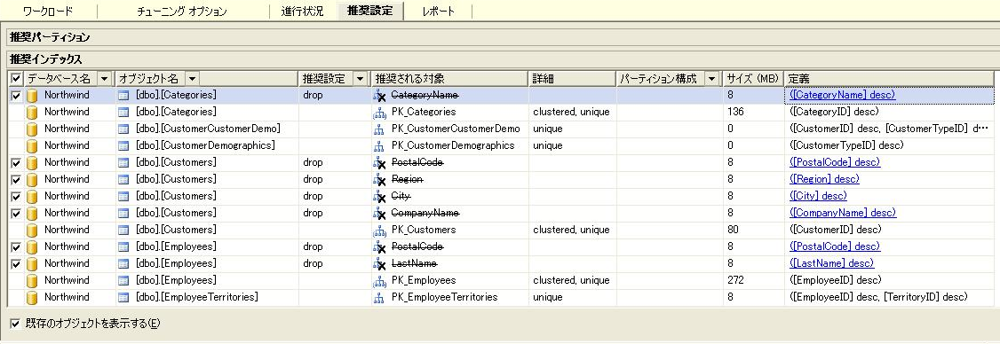 ワークロード チューニング オプション 進行状況 推奨設定 レポート
推奨パーティション
推奨インデックス
データベース名 オブジェクト名 推奨設定 推奨される対象 詳細 パーティション構成 サイズ (MB) 定義
Northwind [dbo].[Categories] drop CategoryName 8 ([CategoryName] desc)
Northwind [dbo].[Categories] PK_Categories clustered, unique 136 ([CategoryID] desc)
Northwind [dbo].[CustomerCustomerDemo] PK_CustomerCustomerDemo unique 0 ([CustomerID] desc, [CustomerTypeID] d…
Northwind [dbo].[CustomerDemographics] PK_CustomerDemographics unique 0 ([CustomerTypeID] desc)
Northwind [dbo].[Customers] drop PostalCode 8 ([PostalCode] desc)
Northwind [dbo].[Customers] drop Region 8 ([Region] desc)
Northwind [dbo].[Customers] drop City 8 ([City] desc)
Northwind [dbo].[Customers] drop CompanyName 8 ([CompanyName] desc)
Northwind [dbo].[Customers] PK_Customers clustered, unique 80 ([CustomerID] desc)
Northwind [dbo].[Employees] drop PostalCode 8 ([PostalCode] desc)
Northwind [dbo].[Employees] drop LastName 8 ([LastName] desc)
Northwind [dbo].[Employees] PK_Employees clustered, unique 272 ([EmployeeID] desc)
Northwind [dbo].[EmployeeTerritories] PK_EmployeeTerritories unique 8 ([EmployeeID] desc, [TerritoryID] desc)
既存のオブジェクトを表示する(E)